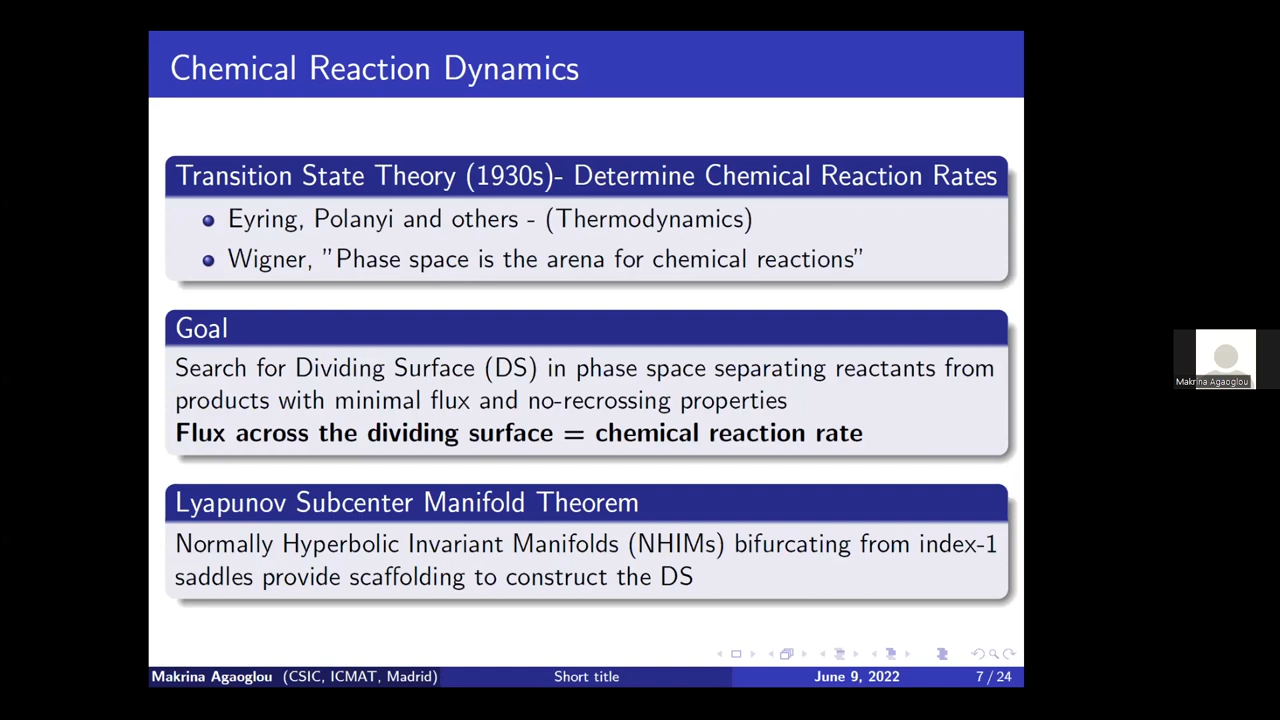 Chemical Reaction Dynamics
Transition State Theory (1930s)- Determine Chemical Reaction Rates
Eyring, Polanyi and others - (Thermodynamics)
Wigner, ”Phase space is the arena for chemical reactions”
Goal
Search for Dividing Surface (DS) in phase space separating reactants from
products with minimal flux and no-recrossing properties
Flux across the dividing surface = chemical reaction rate
Lyapunov Subcenter Manifold Theorem
Normally Hyperbolic Invariant Manifolds (NHIMs) bifurcating from index-1
saddles provide scaffolding to construct the DS
Makrina Agaoglou (CSIC, ICMAT, Madrid) Short title June 9, 2022 7 / 24
Makrina Agaoglou